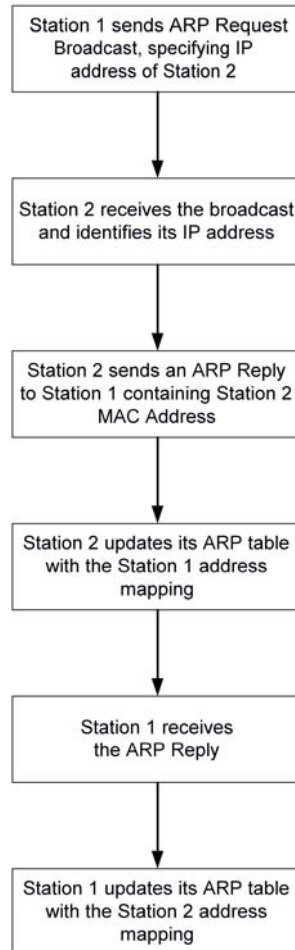 Station 1 sends ARP Request
Broadcast, specifying IP
address of Station 2
Station 2 receives the broadcast
and identifies its IP address
Station 2 sends an ARP Reply
to Station 1 containing Station 2
MAC Address
Station 2 updates its ARP table
with the Station 1 address
mapping
Station 1 receives
the ARP Reply
Station 1 updates its ARP table
with the Station 2 address
mapping